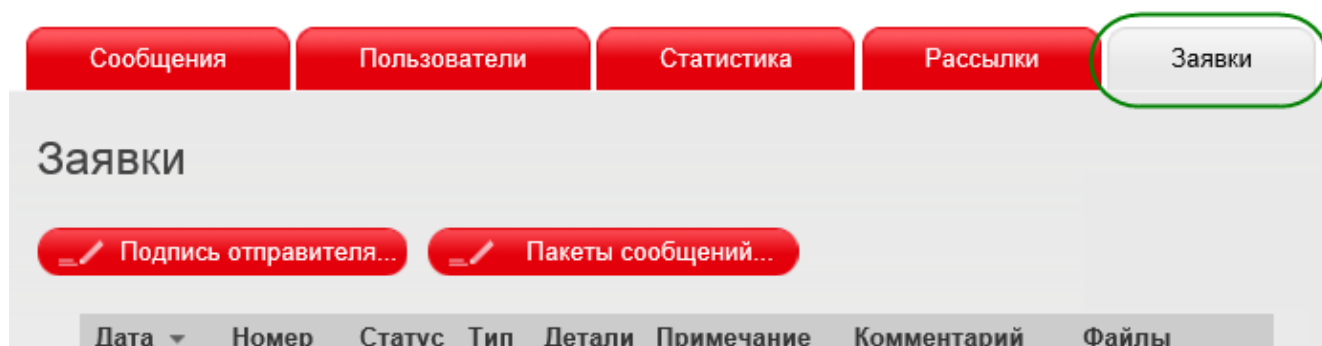 Сообщения Пользователи Статистика Рассылки Заявки
Заявки
Подпись отправителя... Пакеты сообщений...
Дата Номер Статус Тип Детали Примечание Комментарий Файлы